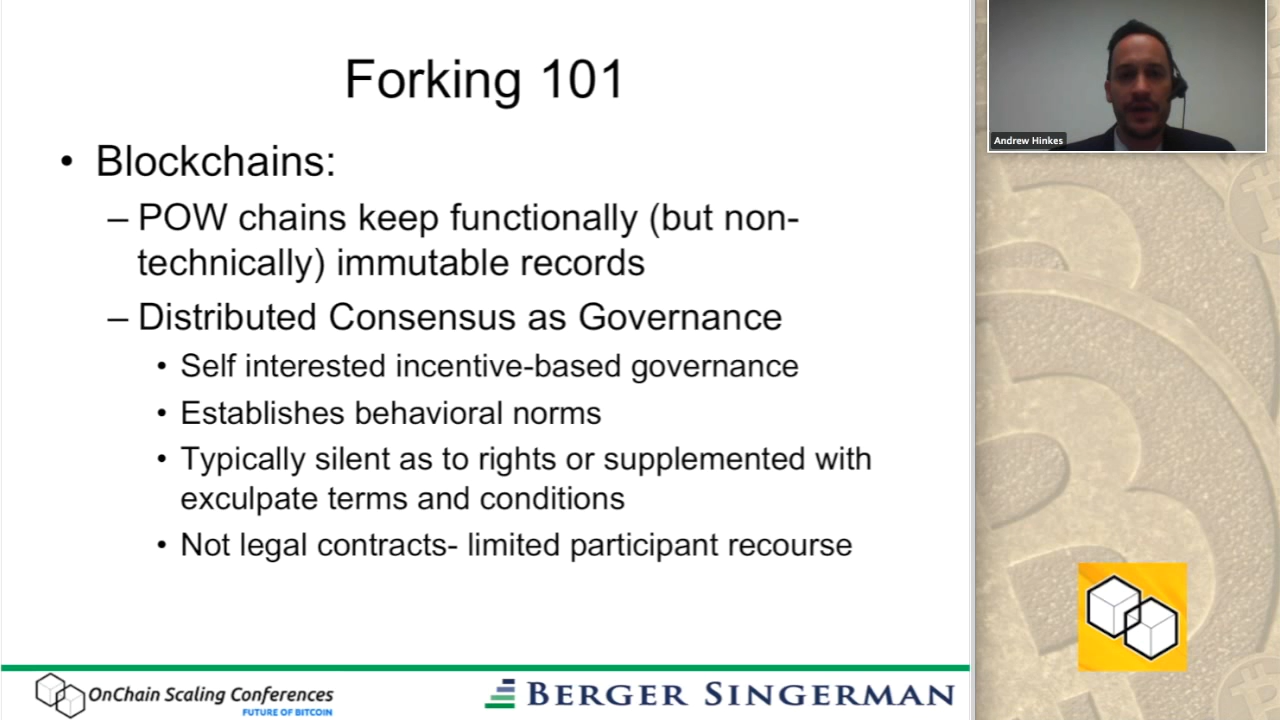 Forking 101
• Blockchains:
– POW chains keep functionally (but non-
technically) immutable records
– Distributed Consensus as Governance
• Self interested incentive-based governance
• Establishes behavioral norms
• Typically silent as to rights or supplemented with
exculpate terms and conditions
• Not legal contracts- limited participant recourse
Andrew Hinkes
OnChain Scaling Conferences
FUTURE OF BITCOIN
BERGER SINGERMAN